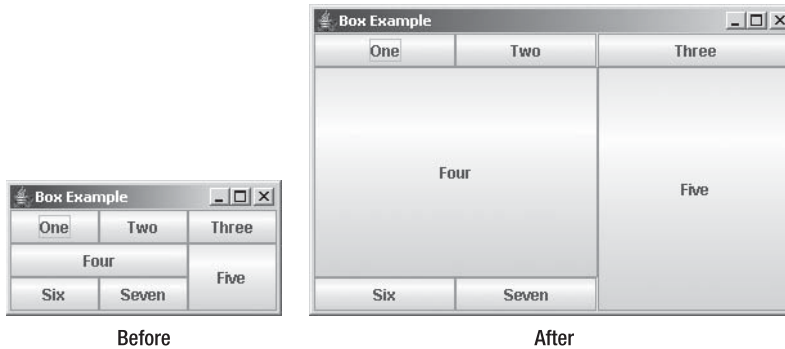 Box Example
One Two Three
Four
Five
Six Seven
Before
Box Example
One Two Three
Four
Five
Six Seven
After